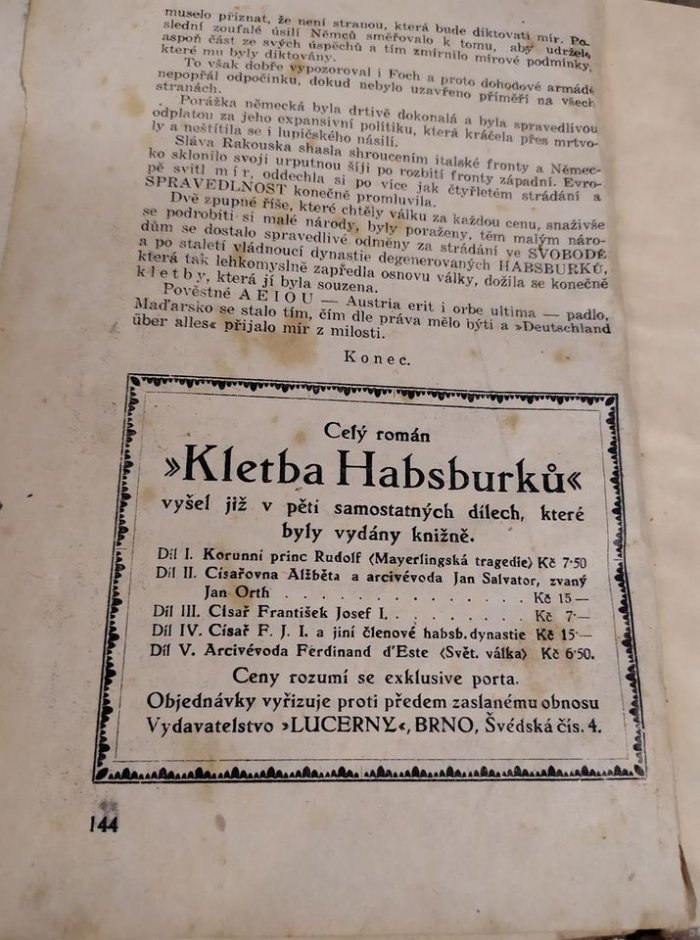 muselo přiznat, že není stranou, která bude diktovati mír. Po-
slední zoufalé úsilí Němců směřovalo k tomu, aby udrželo
aspoň část ze svých úspěchů a tím zmírnilo mírové podmínky,
které mu byly diktovány.
To však dobře vypozoroval i Foch a proto dohodové armádě
nepopřál odpočinku, dokud nebylo uzavřeno příměří na všech
stranách.
Porážka německá byla drtivě dokonalá a byla spravedlivou
odplatou za jeho expansivní politiku, která kráčela přes mrtvo-
ly a neštítila se i lupičského násilí.
Sláva Rakouska shasla shroucením italské fronty a Němec-
ko sklonilo svoji urputnou šíji po rozbití fronty západní. Evro-
pě svitl mír, oddechla si po více jak čtyřletém strádání a
SPRAVEDLNOST konečně promluvila.
Dvě zpupné říše, které chtěly válku za každou cenu, snaživše
se podrobiti si malé národy, byly poraženy, těm malým náro-
dům se dostalo spravedlivé odměny za strádání ve SVOBODĚ
a po staletí vládnoucí dynastie degenerovaných HABSBURKŮ,
která tak lehkomyslně zapředla osnovu války, dožila se konečně
kletby, která jí byla souzena.
Pověstné A E I O U — Austria erit i orbe ultima — padlo,
Maďarsko se stalo tím, čím dle práva mělo býti a »Deutschland
über alles« přijalo mír z milosti.
Konec.
Celý román
»Kletba Habsburků«
vyšel již v pěti samostatných dílech, které
byly vydány knižně.
Díl I. Korunní princ Rudolf (Mayerlingská tragedie) Kč 7·50
Díl II. Císařovna Alžběta a arcivévoda Jan Salvator, zvaný
Jan Orth . . . . . . . . . . . . . . Kč 15—
Díl III. Císař František Josef I. . . . . . . . . Kč 7·—
Díl IV. Císař F. J. I. a jiní členové habsb. dynastie Kč 15·—
Díl V. Arcivévoda Ferdinand d'Este (Svět. válka) Kč 6·50.
Ceny rozumí se exklusive porta.
Objednávky vyřizuje proti předem zaslanému obnosu
Vydavatelstvo »LUCERNY«, BRNO, Švédská čís. 4.
144